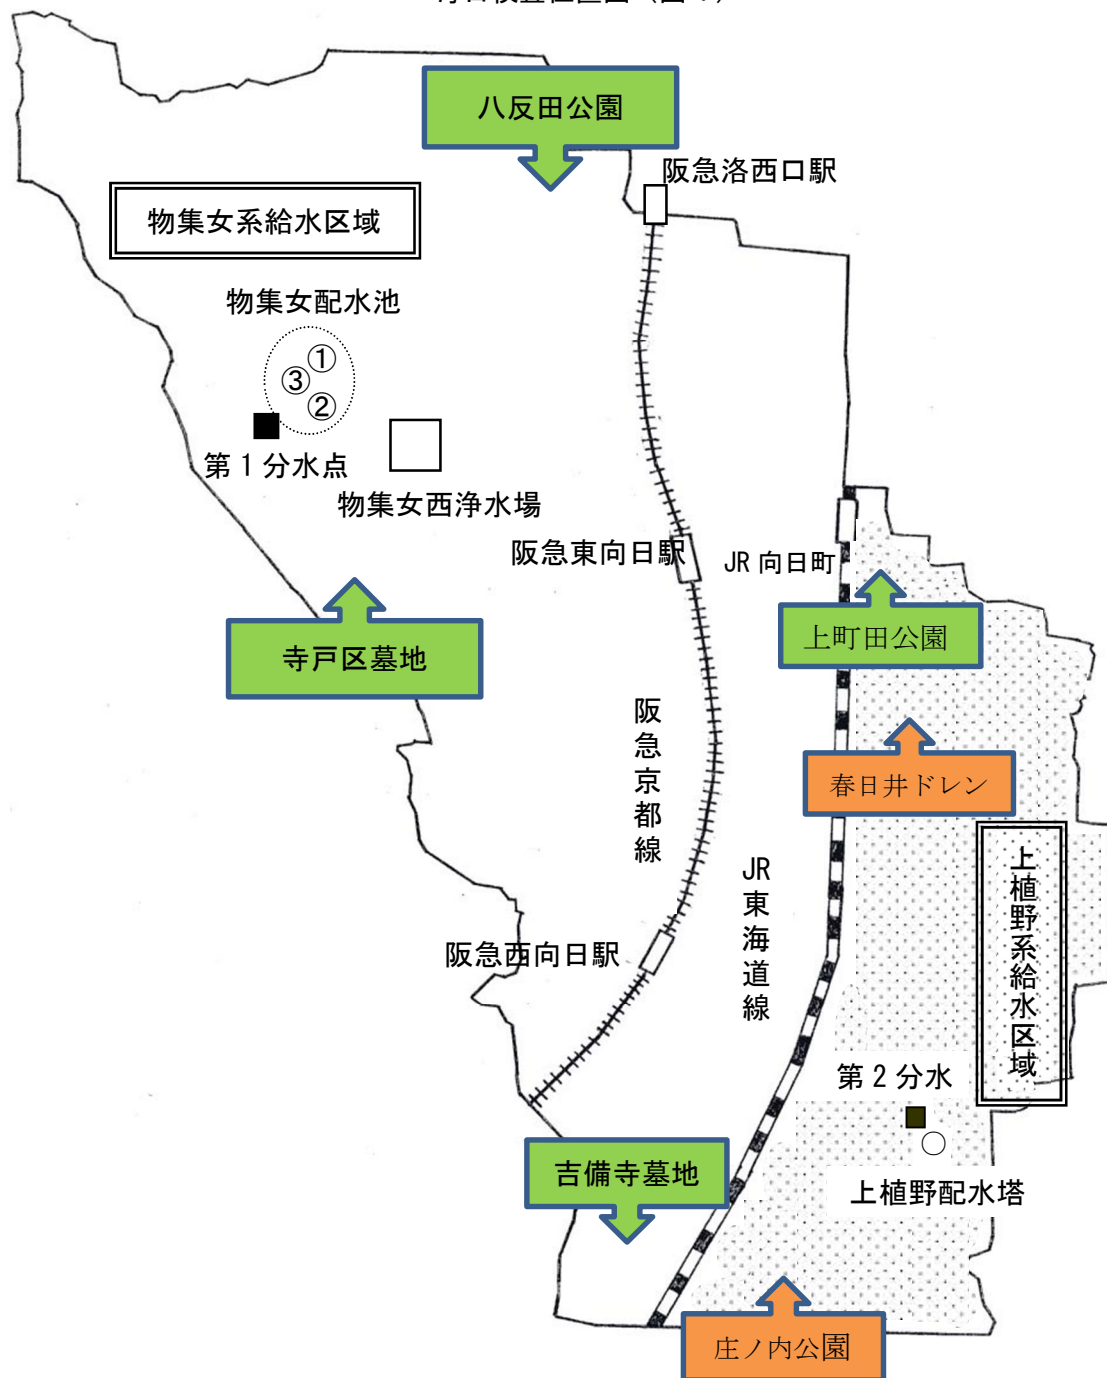 八反田公園
阪急洛西口駅
物集女系給水区域
物集女配水池
①
③
②
第1分水点
物集女西浄水場
阪急東向日駅
JR 向日町
上町田公園
寺戸区墓地
阪急京都線
春日井ドレン
上植野系給水区域
JR東海道線
阪急西向日駅
第2分水
吉備寺墓地
上植野配水塔
庄ノ内公園